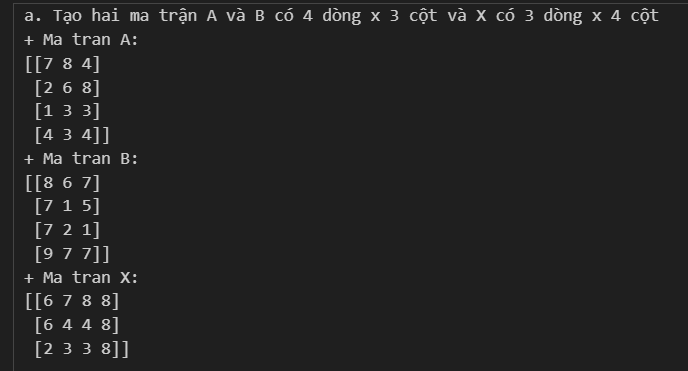 a. Tạo hai ma trận A và B có 4 dòng x 3 cột và X có 3 dòng x 4 cột
+ Ma tran A:
[[7 8 4]
 [2 6 8]
 [1 3 3]
 [4 3 4]]
+ Ma tran B:
[[8 6 7]
 [7 1 5]
 [7 2 1]
 [9 7 7]]
+ Ma tran X:
[[6 7 8 8]
 [6 4 4 8]
 [2 3 3 8]]